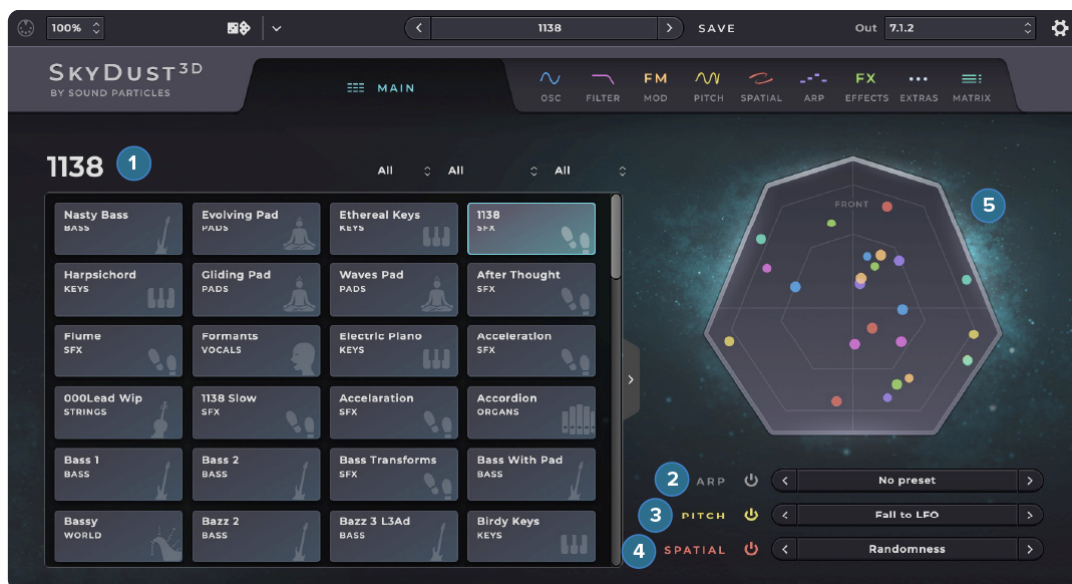 100% 1138 SAVE Out 7.1.2
SKYDUST3D
BY SOUND PARTICLES
MAIN
FM FX
OSC FILTER MOD PITCH SPATIAL ARP EFFECTS EXTRAS MATRIX
1138 1
All All All
Nasty Bass Evolving Pad Ethereal Keys 1138
BASS PADS KEYS SFX
Harpsichord Gliding Pad Waves Pad After Thought
KEYS PADS PADS SFX
Flume Formants Electric Piano Acceleration
SFX VOCALS KEYS SFX
000Lead Wip 1138 Slow Accelaration Accordion
STRINGS SFX SFX ORGANS
Bass 1 Bass 2 Bass Transforms Bass With Pad
BASS BASS SFX BASS
Bassy Bazz 2 Bazz 3 L3Ad Birdy Keys
WORLD BASS BASS KEYS
FRONT
5
2 ARP No preset
3 PITCH Fall to LFO
4 SPATIAL Randomness